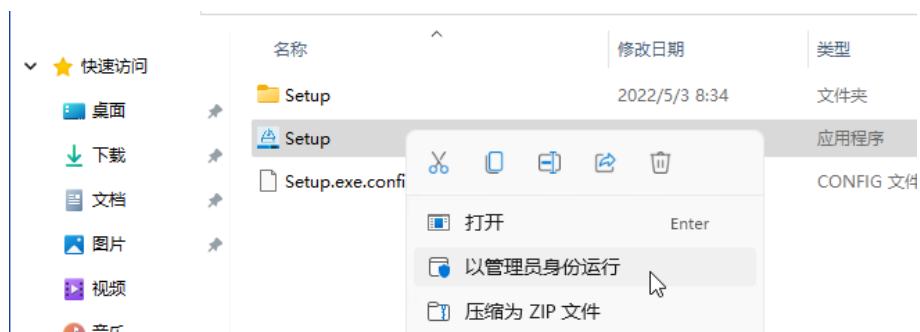 名称 修改日期 类型
快速访问
Setup 2022/5/3 8:34 文件夹
桌面
Setup 应用程序
下载
Setup.exe.confi CONFIG 文件
文档
打开 Enter
图片
以管理员身份运行
视频
压缩为 ZIP 文件
音乐